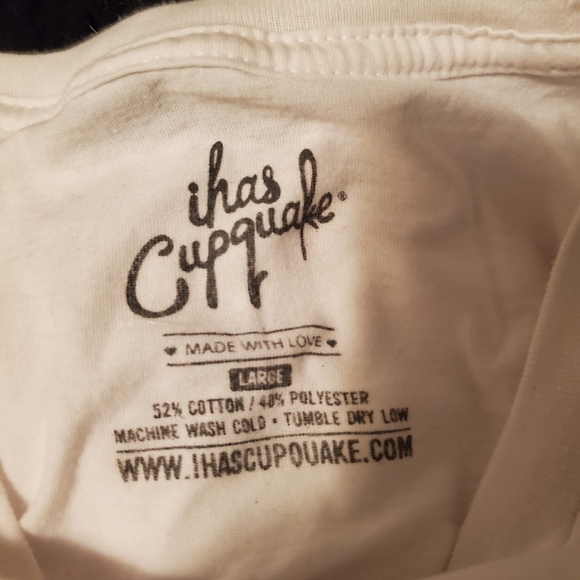 ihas
Cupquake®
♥ MADE WITH LOVE ♥
LARGE
52% COTTON / 48% POLYESTER
MACHINE WASH COLD • TUMBLE DRY LOW
WWW.IHASCUPQUAKE.COM